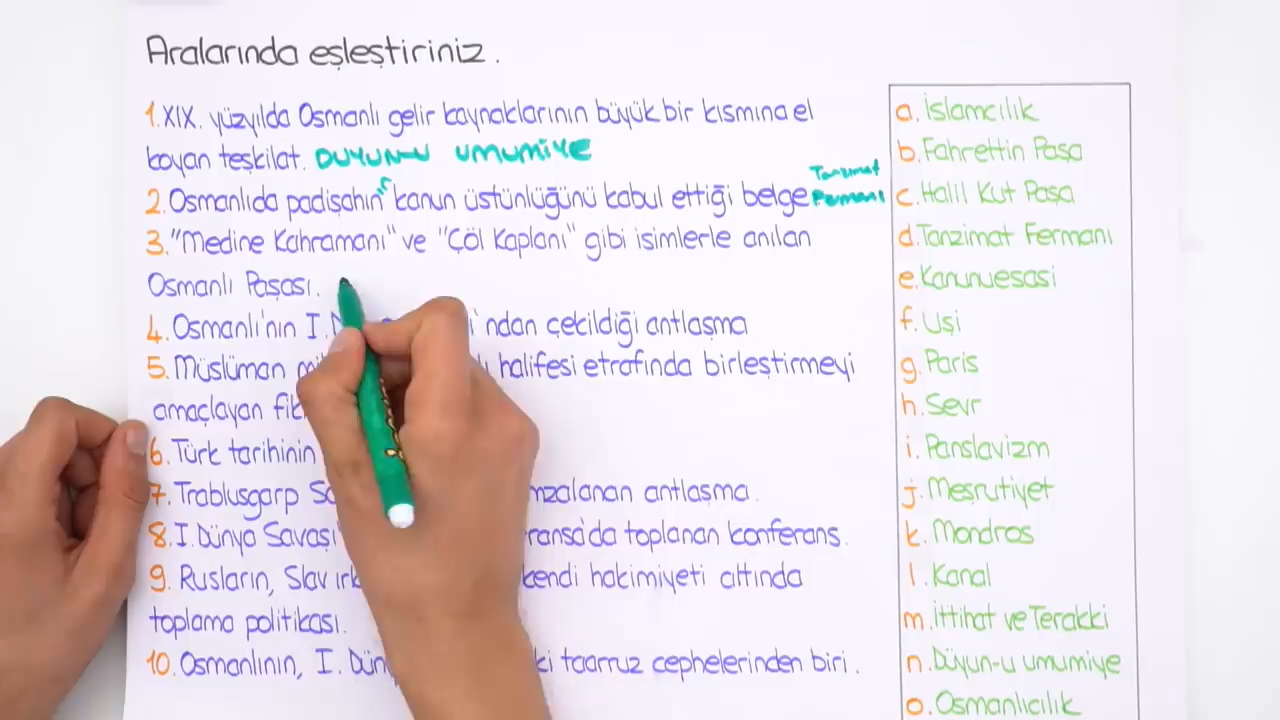 Aralarında eşleştiriniz.
1. XIX. yüzyılda Osmanlı gelir kaynaklarının büyük bir kısmına el
koyan teşkilat. DUYUN-U UMUMİYE
2. Osmanlıda padişahın kanun üstünlüğünü kabul ettiği belge Tanzimat
Fermanı
3. "Medine Kahramanı" ve "Çöl Kaplanı" gibi isimlerle anılan
Osmanlı Paşası.
4. Osmanlı'nın I. ndan çekildiği antlaşma
5. Müslüman halifesi etrafında birleştirmeyi
amaçlayan
6. Türk tarihinin
7. Trablusgarp imzalanan antlaşma.
8. I. Dünya Savaşı toplanan konferans.
9. Rusların, Slav kendi hakimiyeti altında
toplama politikası.
10. Osmanlının, I. taarruz cephelerinden biri.
a. İslamcılık
b. Fahrettin Paşa
c. Halil Kut Paşa
d. Tanzimat Fermanı
e. Kanunuesasi
f. Uşi
g. Paris
h. Sevr
i. Panslavizm
j. Meşrutiyet
k. Mondros
l. Kanal
m. İttihat ve Terakki
n. Düyun-u umumiye
o. Osmanlıcılık